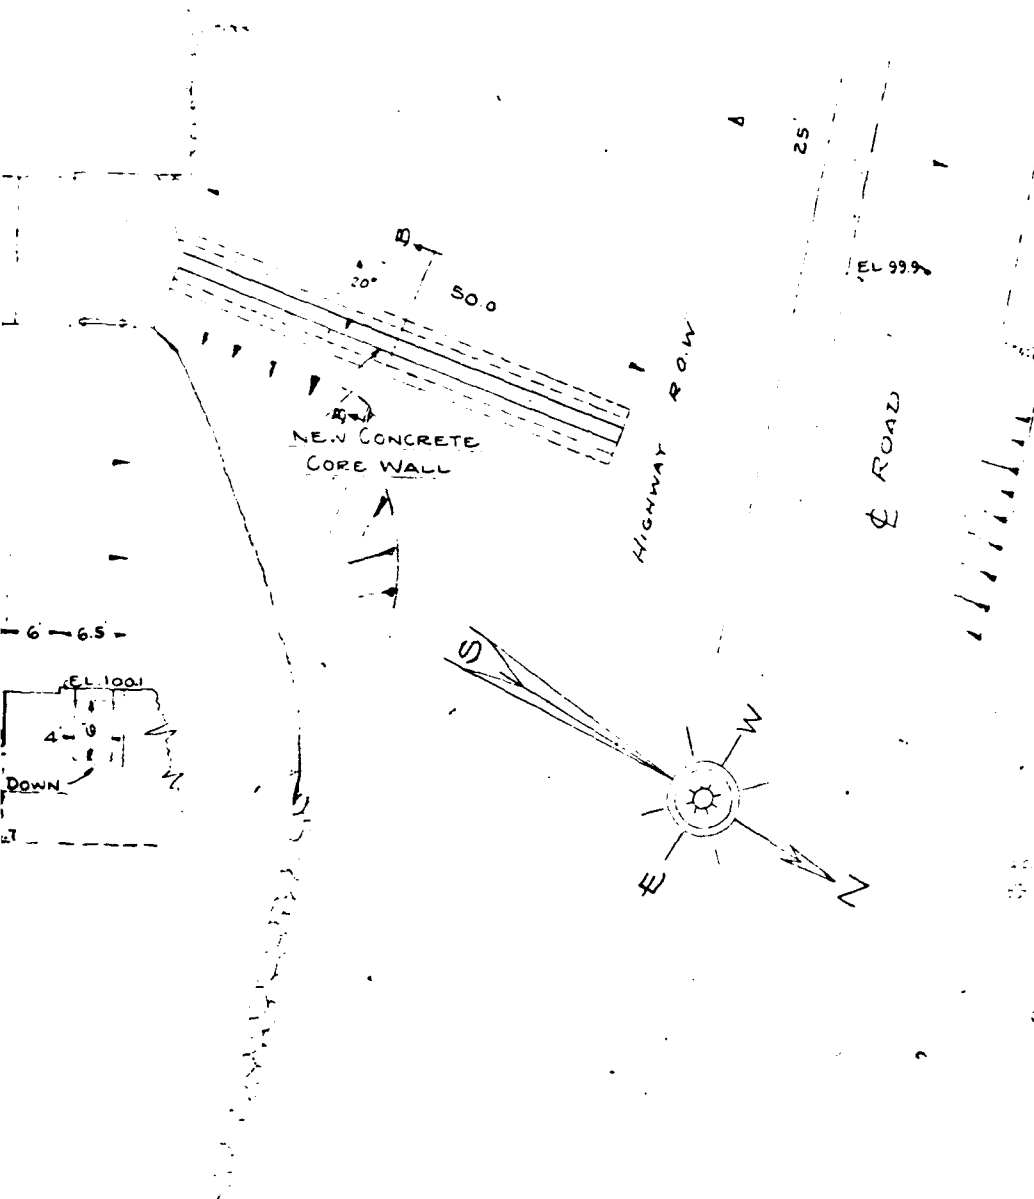 25'
B
20"
50.0
EL 99.9
HIGHWAY R.O.W
℄ ROAD
NEW CONCRETE
CORE WALL
6' 6.5'
EL. 100.1
4' 6'
DOWN
S
W
E
N